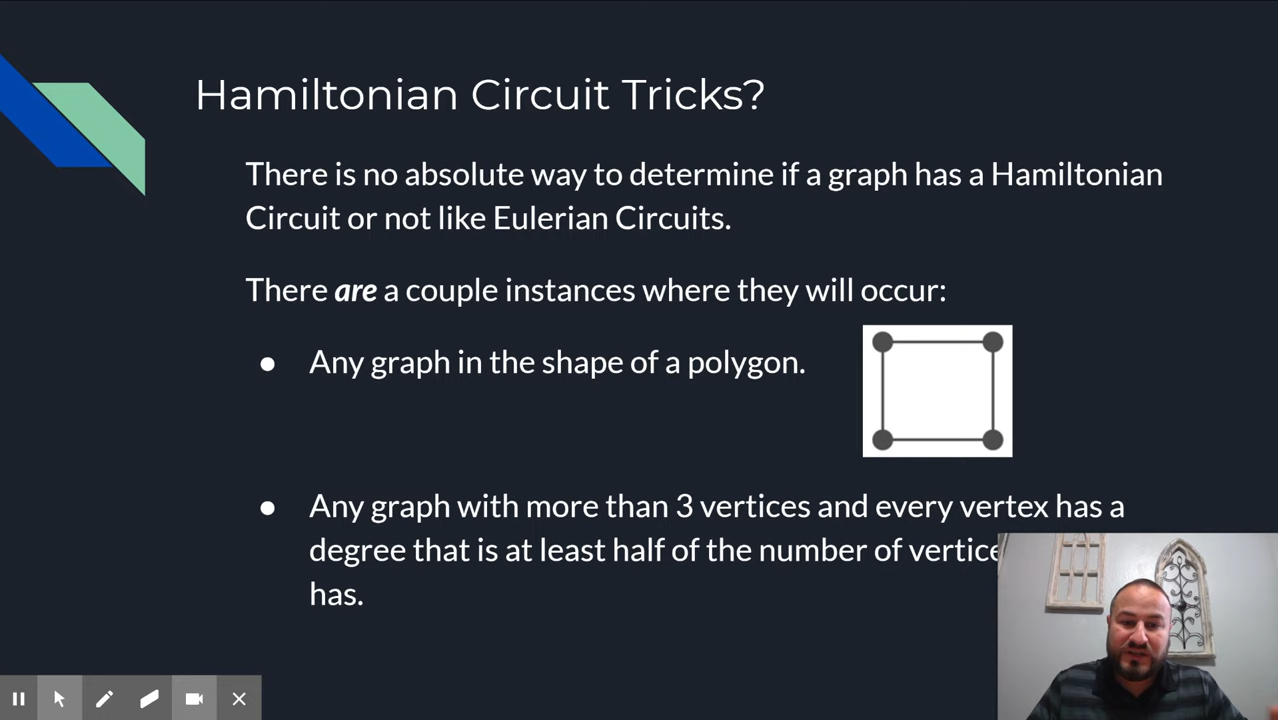 Hamiltonian Circuit Tricks?
There is no absolute way to determine if a graph has a Hamiltonian
Circuit or not like Eulerian Circuits.
There are a couple instances where they will occur:
● Any graph in the shape of a polygon.
● Any graph with more than 3 vertices and every vertex has a
degree that is at least half of the number of
has.